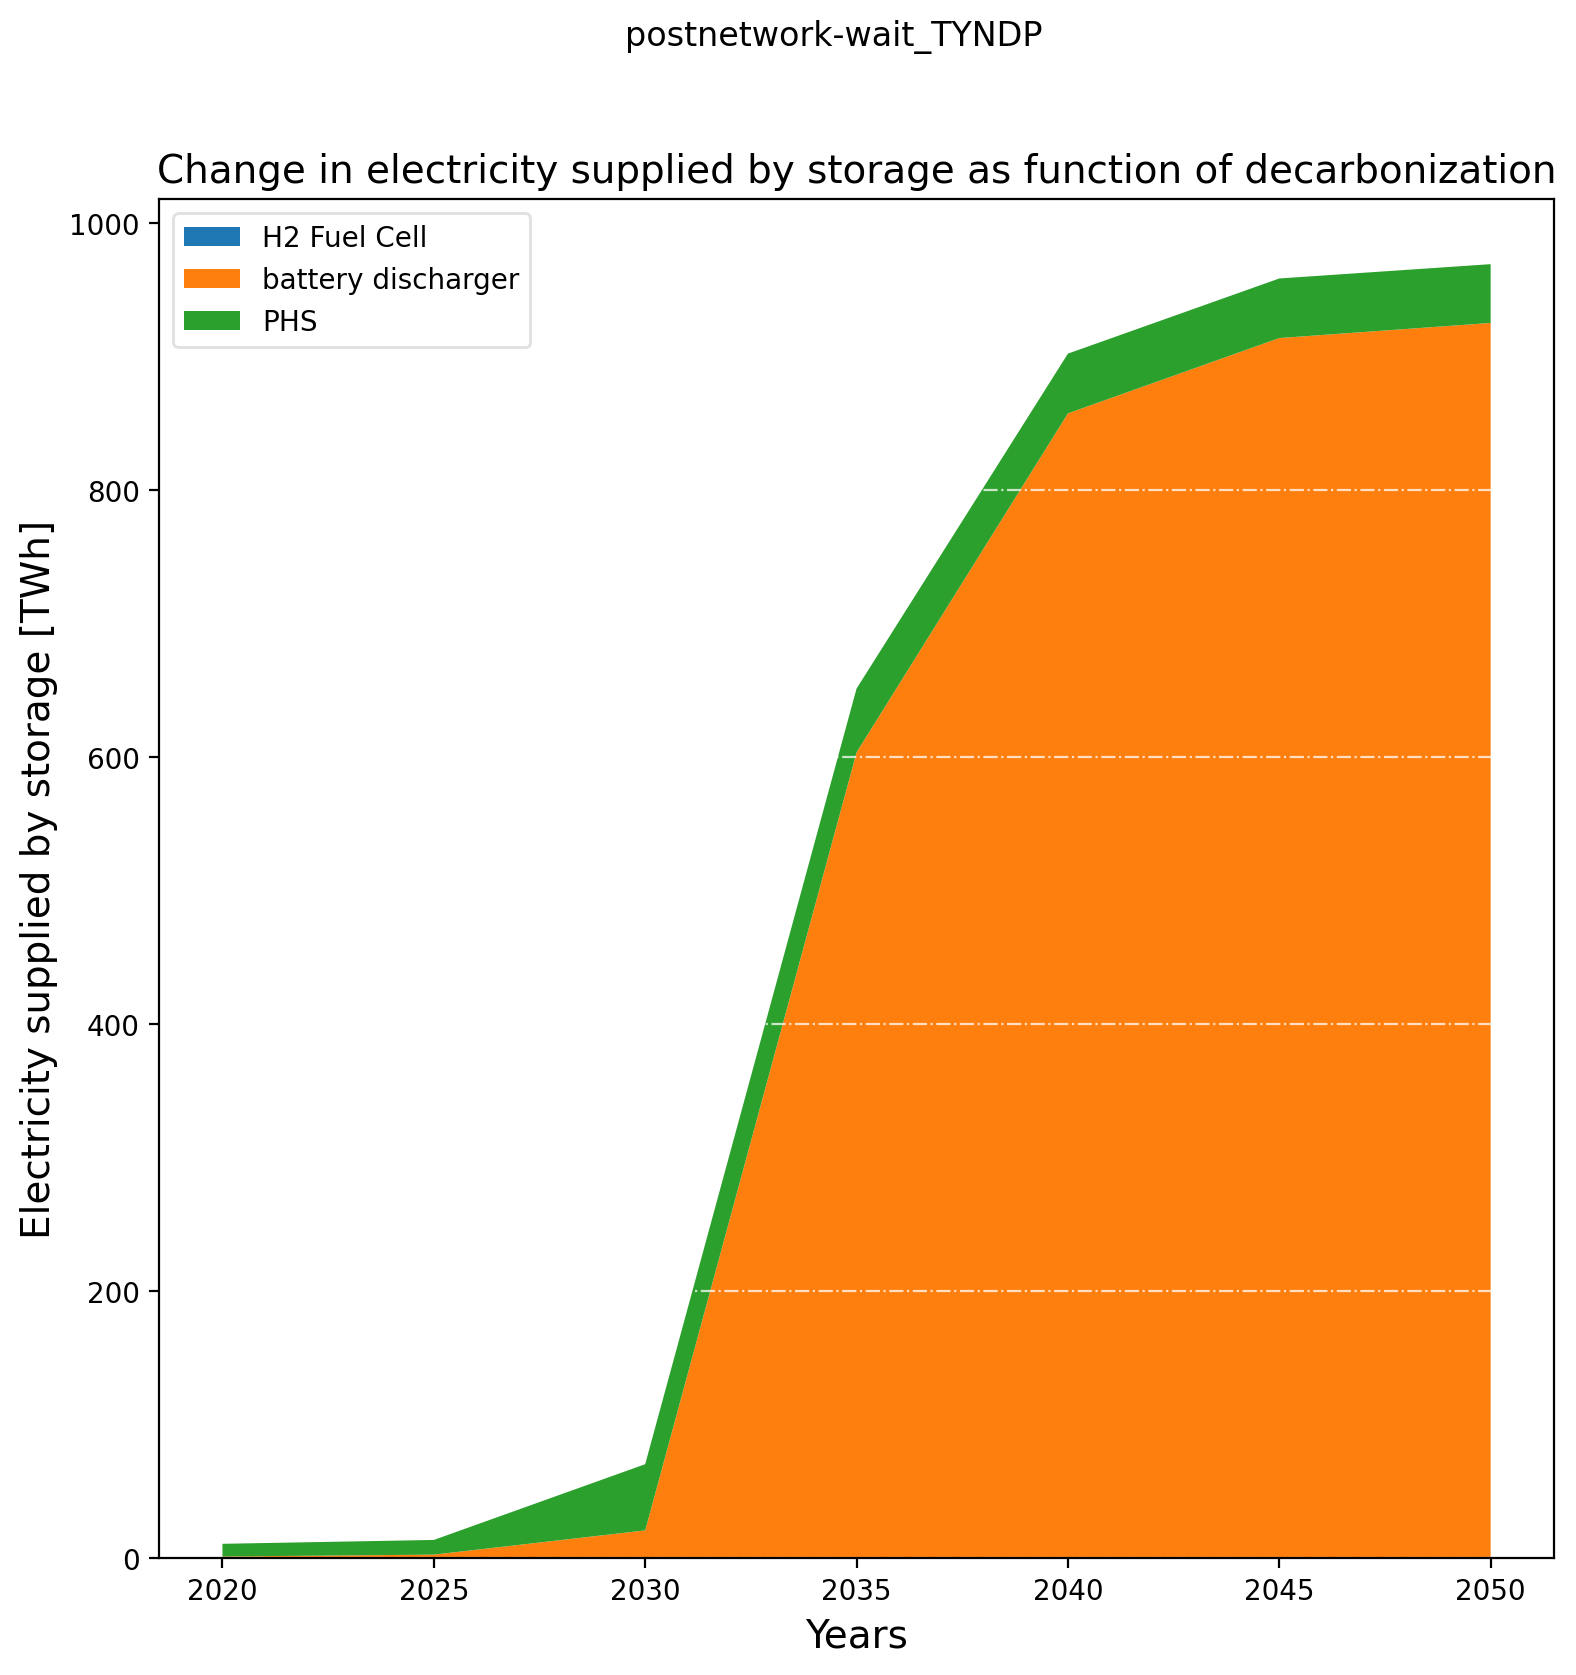 postnetwork-wait_TYNDP
Change in electricity supplied by storage as function of decarbonization
H2 Fuel Cell
battery discharger
PHS
Electricity supplied by storage [TWh]
1000
800
600
400
200
0
2020 2025 2030 2035 2040 2045 2050
Years